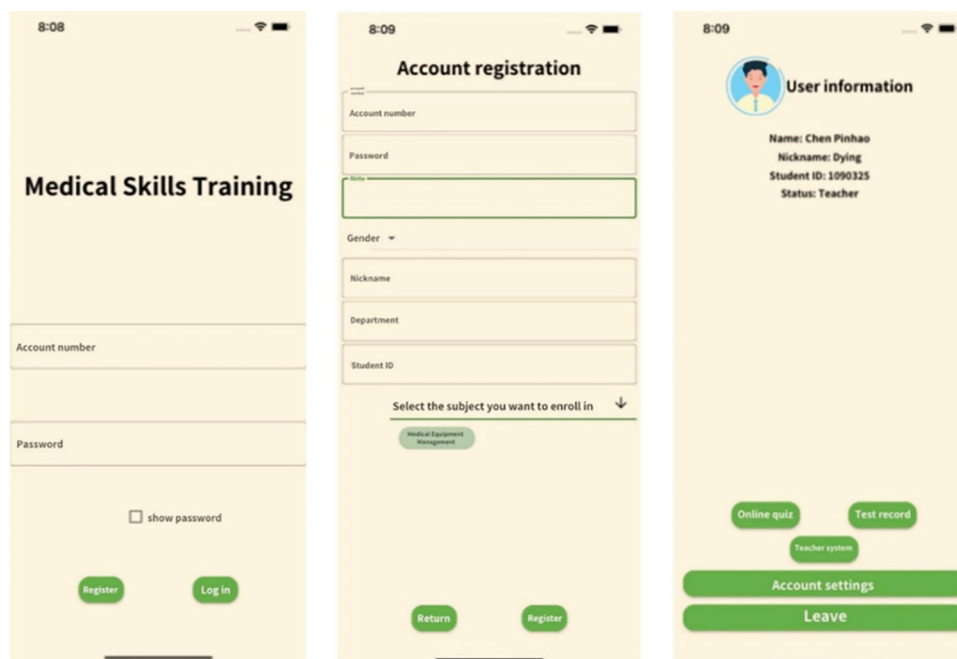 8:08
Medical Skills Training
Account number
Password
show password
Register
Log in
8:09
Account registration
Account number
Password
Gender
Nickname
Department
Student ID
Select the subject you want to enroll in
Medical Equipment
Management
Return
Register
8:09
User information
Name: Chen Pinhao
Nickname: Dying
Student ID: 1090325
Status: Teacher
Online quiz
Test record
Teacher system
Account settings
Leave